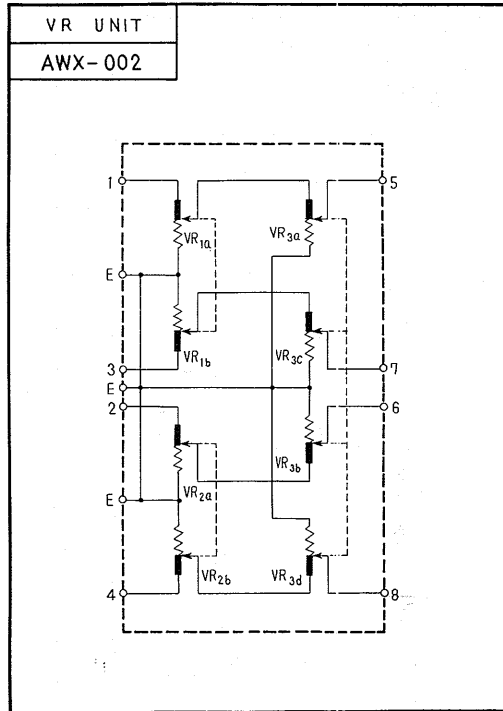 VR UNIT
AWX-002
1
5
VR1a
VR3a
E
3
VR1b
VR3c
7
E
2
6
VR3b
VR2a
E
VR2b
VR3d
4
8